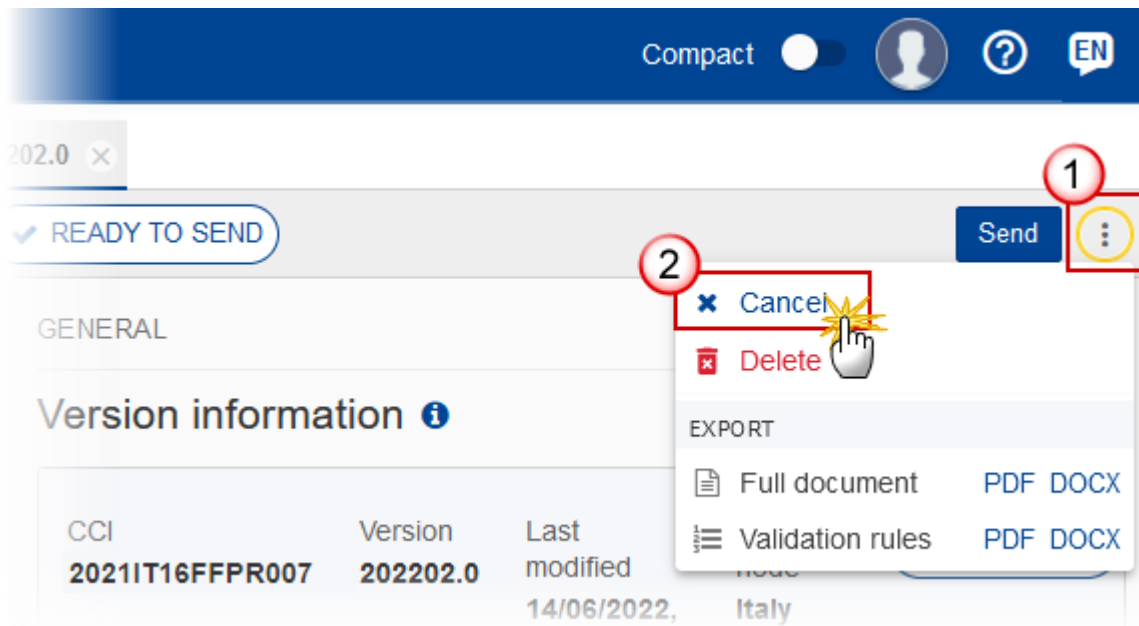 Compact
EN
202.0
1
READY TO SEND
Send
2
Cancel
GENERAL
Delete
Version information
EXPORT
Full document PDF DOCX
CCI Version Last modified
Validation rules PDF DOCX
node
2021IT16FFPR007 202202.0
14/06/2022, Italy